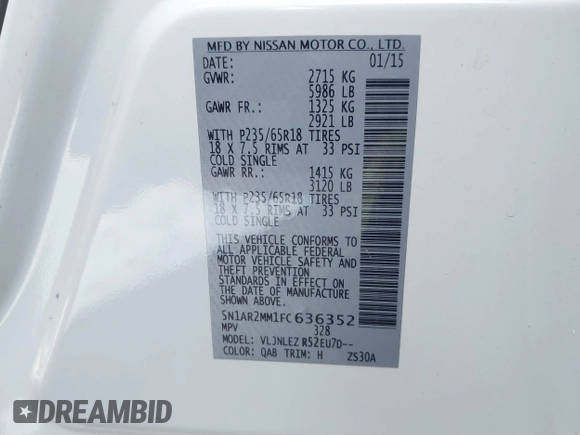 MFD BY NISSAN MOTOR CO., LTD.
DATE: 01/15
GVWR: 2715 KG
5986 LB
GAWR FR.: 1325 KG
2921 LB
WITH P235/65R18 TIRES
18 X 7.5 RIMS AT 33 PSI
COLD SINGLE
GAWR RR.: 1415 KG
3120 LB
WITH P235/65R18 TIRES
18 X 7.5 RIMS AT 33 PSI
COLD SINGLE
THIS VEHICLE CONFORMS TO
ALL APPLICABLE FEDERAL
MOTOR VEHICLE SAFETY AND
THEFT PREVENTION
STANDARDS IN EFFECT ON THE
DATE OF MANUFACTURE
SHOWN ABOVE.
5N1AR2MM1FC636352
MPV 328
MODEL: VLJNLEZ R52EU7D--
COLOR: QAB TRIM: H ZS30A
DREAMBID
DREAMBID.COM